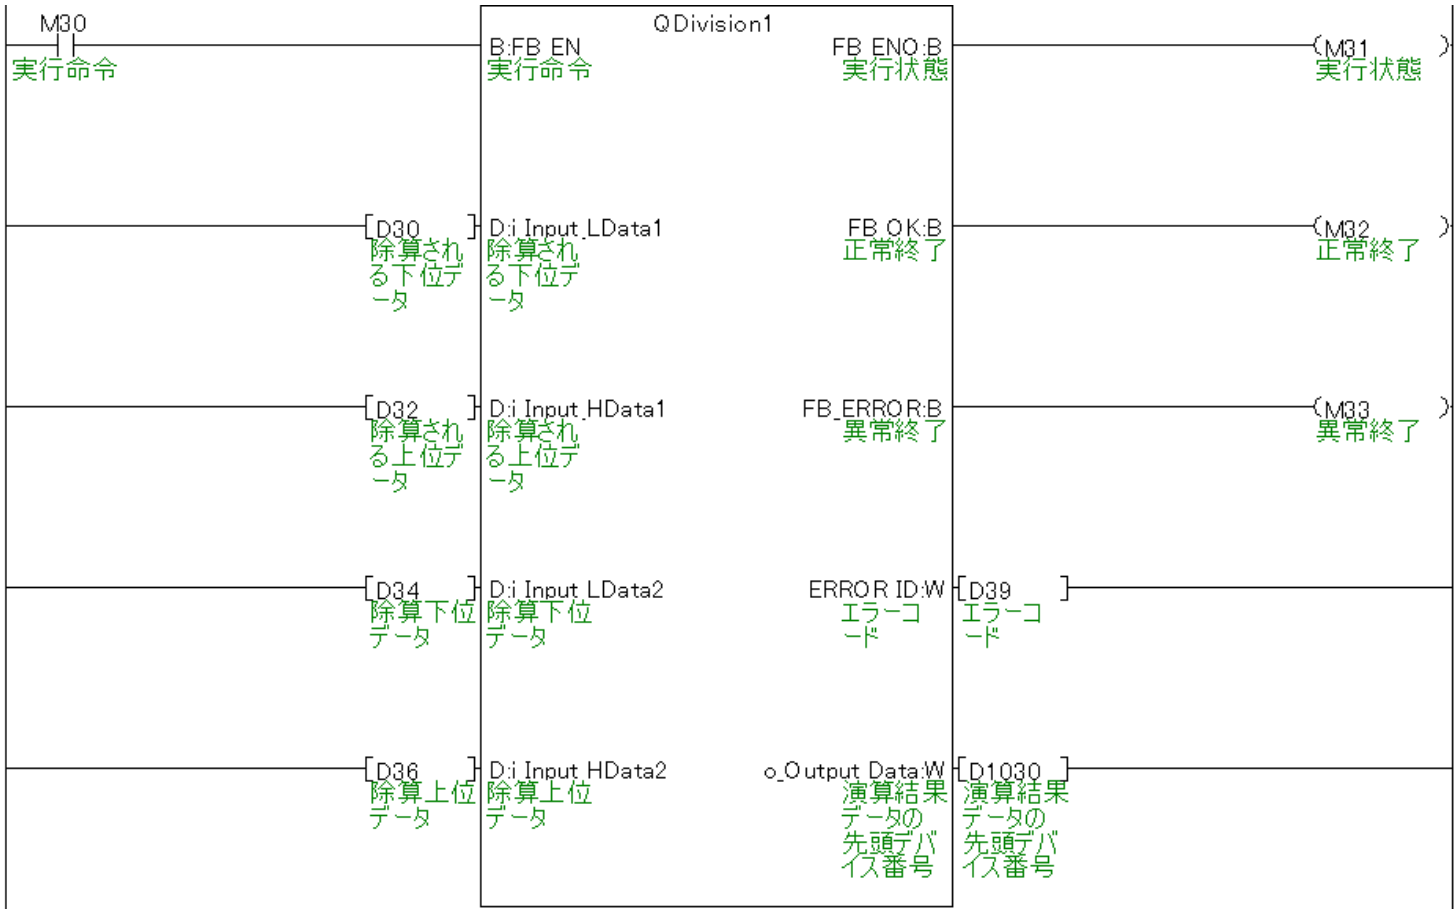 M30
実行命令
QDivision1
B:FB_EN
実行命令
FB_ENO:B
実行状態
M31
実行状態
D30
除算され
る下位デ
ータ
D:i_Input_LData1
除算され
る下位デ
ータ
FB_OK:B
正常終了
M32
正常終了
D32
除算され
る上位デ
ータ
D:i_Input_HData1
除算され
る上位デ
ータ
FB_ERROR:B
異常終了
M33
異常終了
D34
除算下位
データ
D:i_Input_LData2
除算下位
データ
ERROR_ID:W
エラーコ
ード
D39
エラーコ
ード
D36
除算上位
データ
D:i_Input_HData2
除算上位
データ
o_Output_Data:W
演算結果
データの
先頭デバ
イス番号
D1030
演算結果
データの
先頭デバ
イス番号